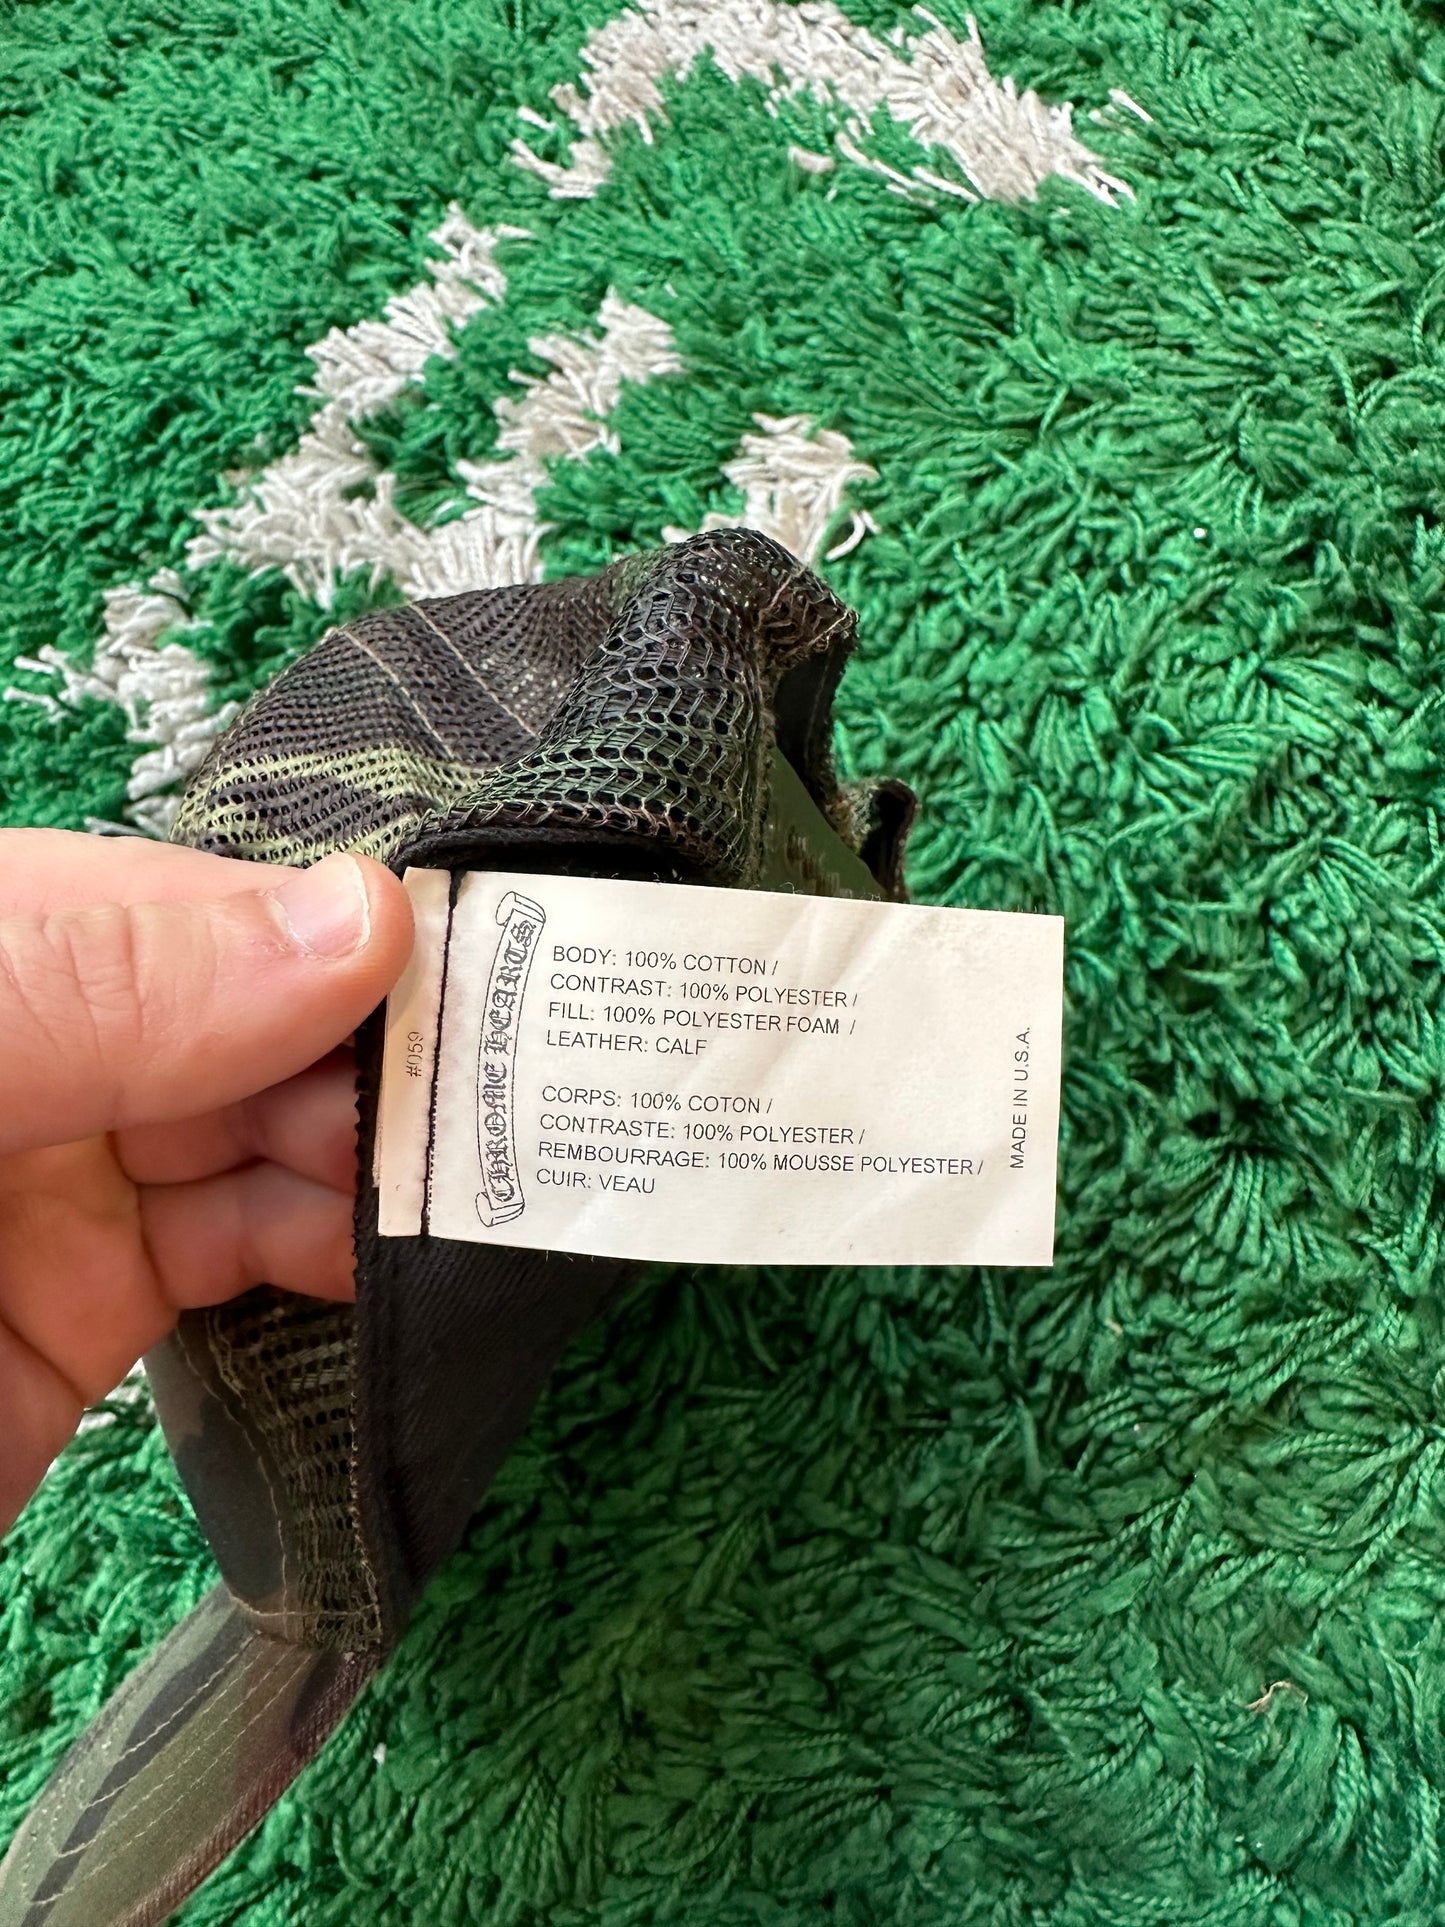 #059
CHROME HEARTS
BODY: 100% COTTON /
CONTRAST: 100% POLYESTER /
FILL: 100% POLYESTER FOAM /
LEATHER: CALF
CORPS: 100% COTON /
CONTRASTE: 100% POLYESTER /
REMBOURRAGE: 100% MOUSSE POLYESTER /
CUIR: VEAU
MADE IN U.S.A.